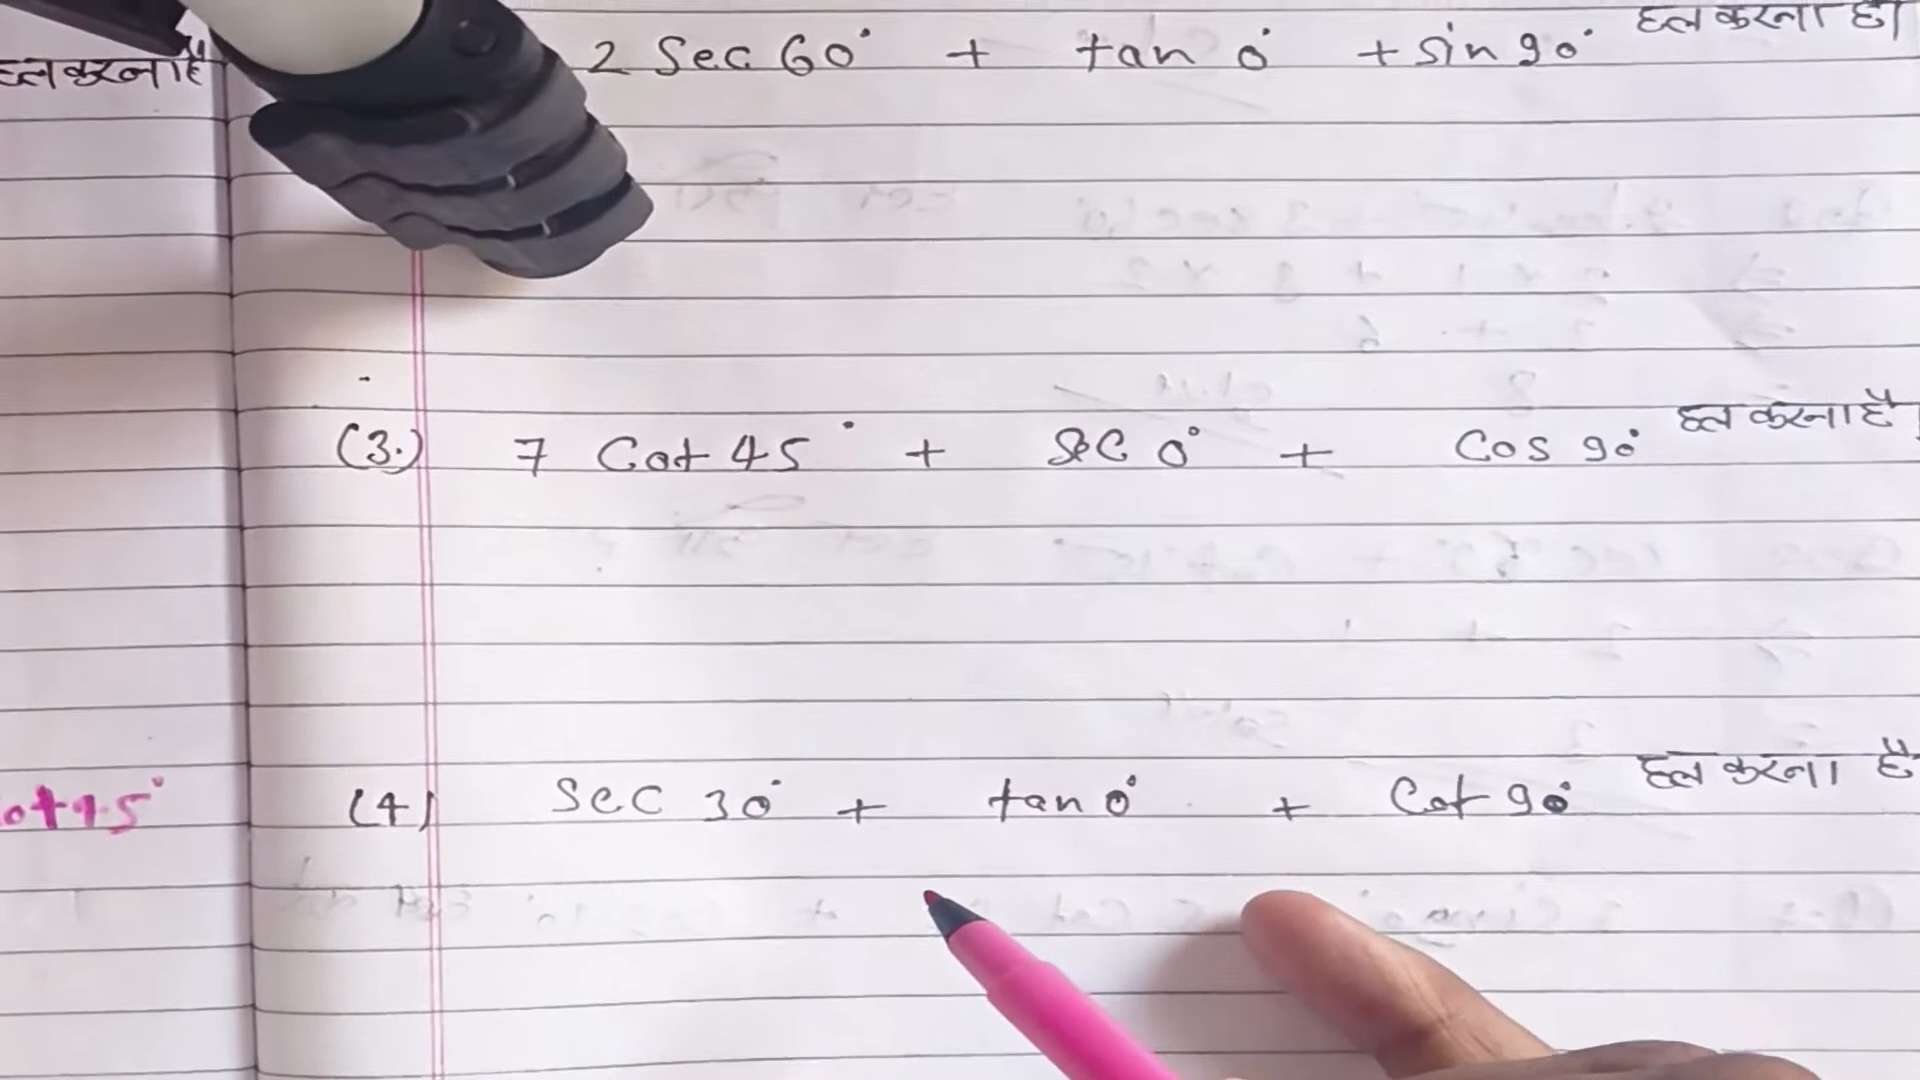 हल करना है
2 Sec 60° + tan 0° + sin 90° हल करना है।
(3.) 7 Cot 45° + sec 0° + Cos 90° हल करना है।
(4) Sec 30° + tan 0° + Cot 90° हल करना है
ot 45°